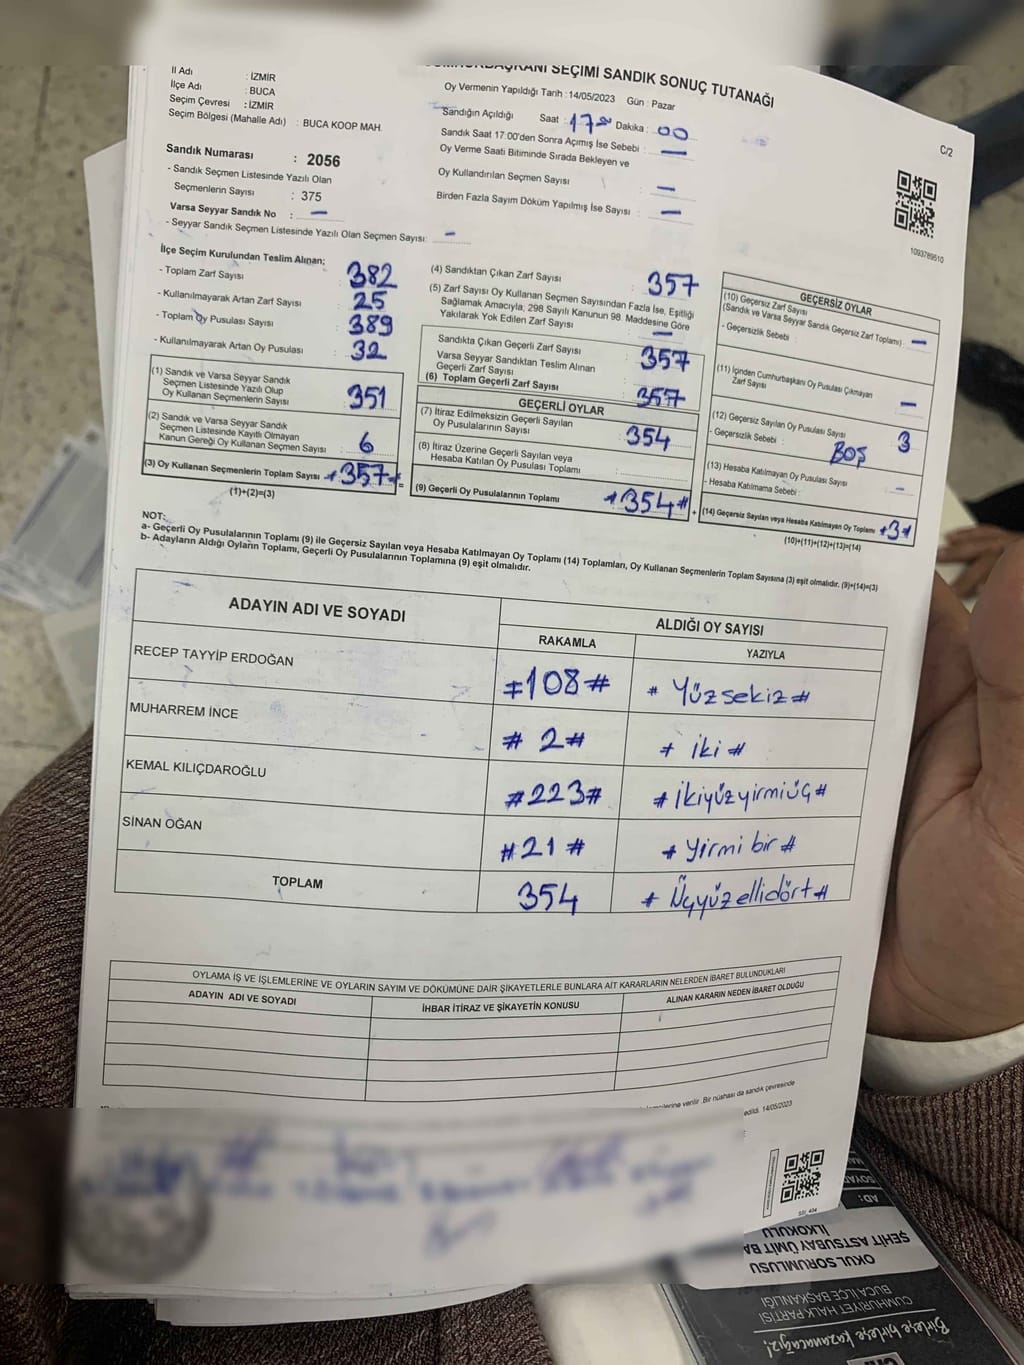 CUMHURBAŞKANI SEÇİMİ SANDIK SONUÇ TUTANAĞI
C/2
İl Adı : İZMİR
İlçe Adı : BUCA
Seçim Çevresi : İZMİR
Seçim Bölgesi (Mahalle Adı) : BUCA KOOP MAH.
Oy Vermenin Yapıldığı Tarih : 14/05/2023 Gün : Pazar
Sandığın Açıldığı Saat : 17 Dakika : 00
Sandık Saat 17:00'den Sonra Açımış İse Sebebi : —
Oy Verme Saati Bitiminde Sırada Bekleyen ve
Oy Kullandırılan Seçmen Sayısı : —
Birden Fazla Sayım Döküm Yapılmış İse Sayısı : —
Sandık Numarası : 2056
- Sandık Seçmen Listesinde Yazılı Olan
Seçmenlerin Sayısı : 375
Varsa Seyyar Sandık No : —
- Seyyar Sandık Seçmen Listesinde Yazılı Olan Seçmen Sayısı: —
1093789510
İlçe Seçim Kurulundan Teslim Alınan;
- Toplam Zarf Sayısı : 382
- Kullanılmayarak Artan Zarf Sayısı : 25
- Toplam Oy Pusulası Sayısı : 389
- Kullanılmayarak Artan Oy Pusulası : 32
(1) Sandık ve Varsa Seyyar Sandık
Seçmen Listesinde Yazılı Olup
Oy Kullanan Seçmenlerin Sayısı : 351
(2) Sandık ve Varsa Seyyar Sandık
Seçmen Listesinde Kayıtlı Olmayan
Kanun Gereği Oy Kullanan Seçmen Sayısı : 6
(3) Oy Kullanan Seçmenlerin Toplam Sayısı #357# =
(1)+(2)=(3)
(4) Sandıktan Çıkan Zarf Sayısı : 357
(5) Zarf Sayısı Oy Kullanan Seçmen Sayısından Fazla İse, Eşitliği
Sağlamak Amacıyla; 298 Sayılı Kanunun 98. Maddesine Göre
Yakılarak Yok Edilen Zarf Sayısı : —
Sandıkta Çıkan Geçerli Zarf Sayısı : 357
Varsa Seyyar Sandıktan Teslim Alınan
Geçerli Zarf Sayısı : —
(6) Toplam Geçerli Zarf Sayısı : 357
GEÇERLİ OYLAR
(7) İtiraz Edilmeksizin Geçerli Sayılan
Oy Pusulalarının Sayısı : 354
(8) İtiraz Üzerine Geçerli Sayılan veya
Hesaba Katılan Oy Pusulası Toplamı :
(9) Geçerli Oy Pusulalarının Toplamı #354# +
GEÇERSİZ OYLAR
(10) Geçersiz Zarf Sayısı
(Sandık ve Varsa Seyyar Sandık Geçersiz Zarf Toplamı) : —
- Geçersizlik Sebebi :
(11) İçinden Cumhurbaşkanı Oy Pusulası Çıkmayan
Zarf Sayısı : —
(12) Geçersiz Sayılan Oy Pusulası Sayısı : 3
- Geçersizlik Sebebi : BOŞ
(13) Hesaba Katılmayan Oy Pusulası Sayısı : —
- Hesaba Katılmama Sebebi :
(14) Geçersiz Sayılan veya Hesaba Katılmayan Oy Toplamı #3#
(10)+(11)+(12)+(13)=(14)
NOT:
a- Geçerli Oy Pusulalarının Toplamı (9) ile Geçersiz Sayılan veya Hesaba Katılmayan Oy Toplamı (14) Toplamları, Oy Kullanan Seçmenlerin Toplam Sayısına (3) eşit olmalıdır. (9)+(14)=(3)
b- Adayların Aldığı Oyların Toplamı, Geçerli Oy Pusulalarının Toplamına (9) eşit olmalıdır.
ADAYIN ADI VE SOYADI ALDIĞI OY SAYISI
RAKAMLA YAZIYLA
RECEP TAYYİP ERDOĞAN #108# # Yüzsekiz #
MUHARREM İNCE # 2# # iki #
KEMAL KILIÇDAROĞLU #223# # İkiyüzyirmiüç #
SİNAN OĞAN #21 # # Yirmi bir #
TOPLAM 354 # Üçyüzellidört #
OYLAMA İŞ VE İŞLEMLERİNE VE OYLARIN SAYIM VE DÖKÜMÜNE DAİR ŞİKAYETLERLE BUNLARA AİT KARARLARIN NELERDEN İBARET BULUNDUKLARI
ADAYIN ADI VE SOYADI İHBAR İTİRAZ VE ŞİKAYETİN KONUSU ALINAN KARARIN NEDEN İBARET OLDUĞU
verilir. Bir nüshası da sandık çevresinde
edildi. 14/05/2023
AD:
OKUL SORUMLUSU
ŞEHİT ASTSUBAY ÜMİT BA
İLKOKULU
CUMHURİYET HALK PARTİSİ
BUCA İLÇE BAŞKANLIĞI
Birleşe birleşe kazanacağız!